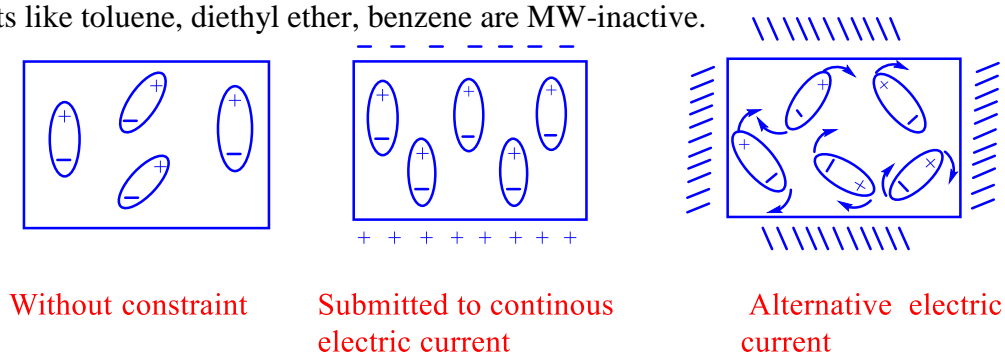 ts like toluene, diethyl ether, benzene are MW-inactive.
Without constraint
Submitted to continous
electric current
Alternative electric
current